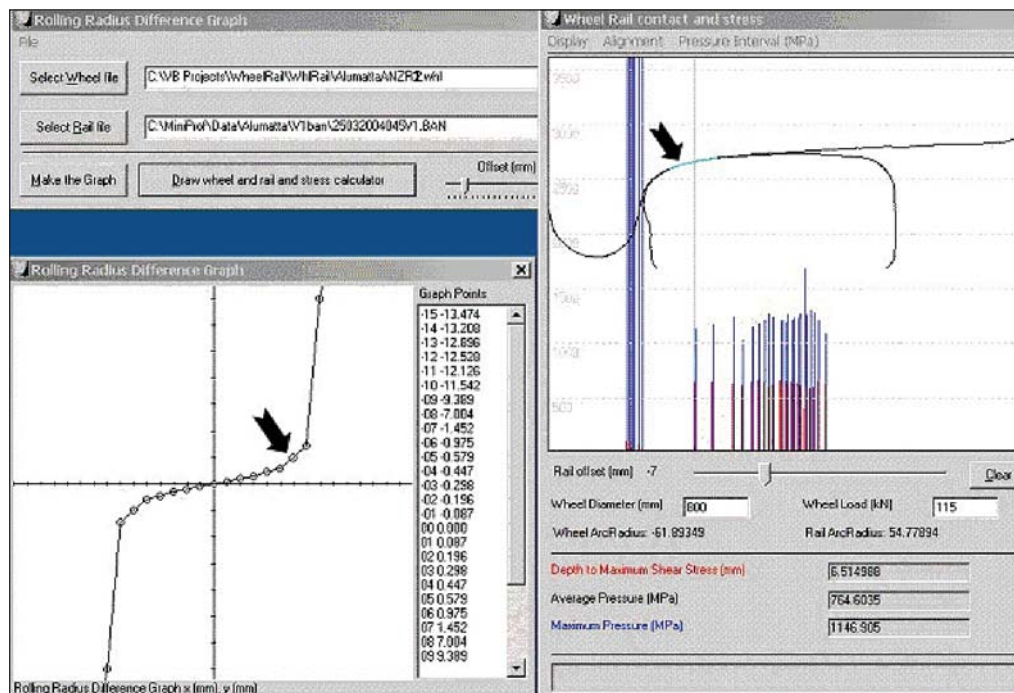 Rolling Radius Difference Graph
File
Select Wheel file
C:\VB Projects\WheelRail\WhlRail\AlumattaANZR2.whl
Select Rail file
C:\MiniProf\Data\Alumatta\V1ban\25032004045V1.BAN
Make the Graph
Draw wheel and rail and stress calculator
Offset (mm)
Rolling Radius Difference Graph
Graph Points
-15 -13.474
-14 -13.208
-13 -12.896
-12 -12.528
-11 -12.126
-10 -11.542
-09 -9.389
-08 -7.004
-07 -1.452
-06 -0.975
-05 -0.579
-04 -0.447
-03 -0.298
-02 -0.196
-01 -0.087
00 0.000
01 0.087
02 0.196
03 0.298
04 0.447
05 0.579
06 0.975
07 1.452
08 7.004
09 9.389
Rolling Radius Difference Graph x (mm), y (mm)
Wheel Rail contact and stress
Display Alignment Pressure Interval (MPa)
3500
3000
2500
2000
1500
1000
500
Rail offset (mm) -7
Clear
Wheel Diameter (mm) 800
Wheel Load (kN) 115
Wheel ArcRadius: -61.89349
Rail ArcRadius: 54.77894
Depth to Maximum Shear Stress (mm) 6.514988
Average Pressure (MPa) 764.6035
Maximum Pressure (MPa) 1146.905